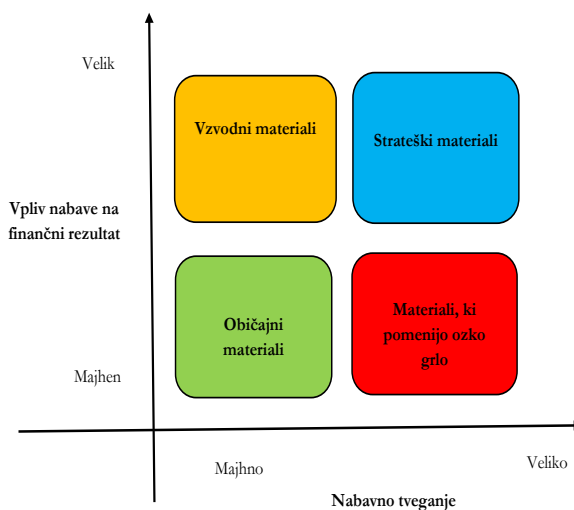 Velik
Vzvodni materiali
Strateški materiali
Vpliv nabave na
finančni rezultat
Običajni
materiali
Materiali, ki
pomenijo ozko
grlo
Majhen
Majhno
Veliko
Nabavno tveganje